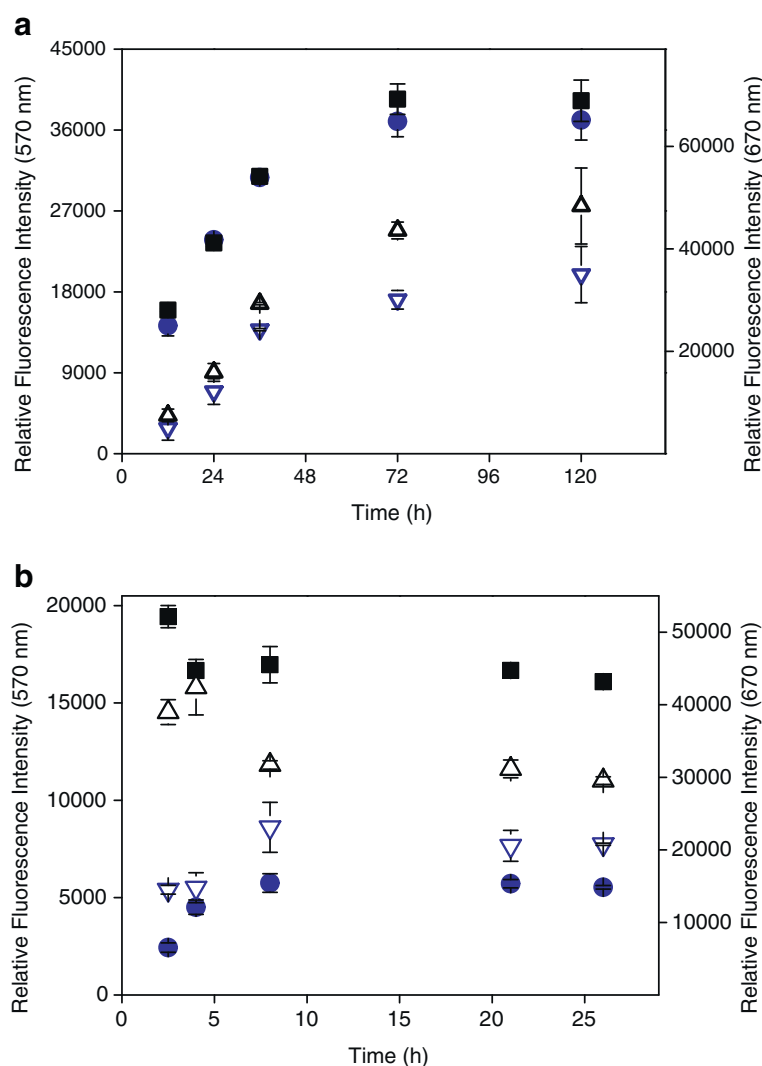 a
45000
36000
27000
18000
9000
0
60000
40000
20000
0 24 48 72 96 120
Time (h)
Relative Fluorescence Intensity (570 nm)
Relative Fluorescence Intensity (670 nm)
b
20000
15000
10000
5000
0
50000
40000
30000
20000
10000
0 5 10 15 20 25
Time (h)
Relative Fluorescence Intensity (570 nm)
Relative Fluorescence Intensity (670 nm)